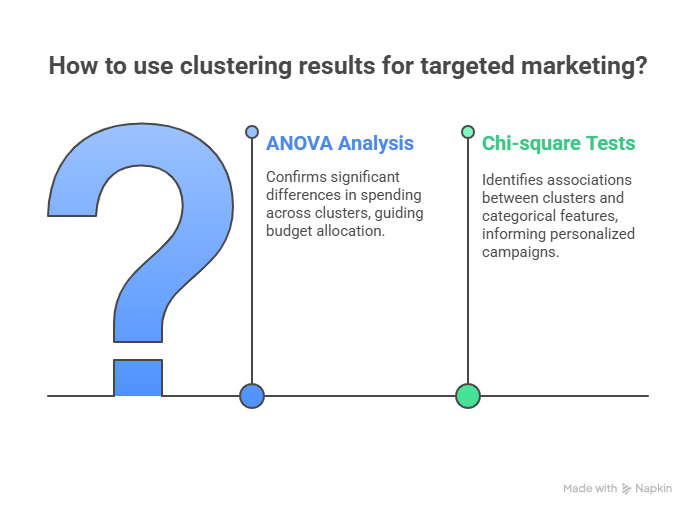 How to use clustering results for targeted marketing?
ANOVA Analysis
Confirms significant
differences in spending
across clusters, guiding
budget allocation.
Chi-square Tests
Identifies associations
between clusters and
categorical features,
informing personalized
campaigns.
Made with Napkin